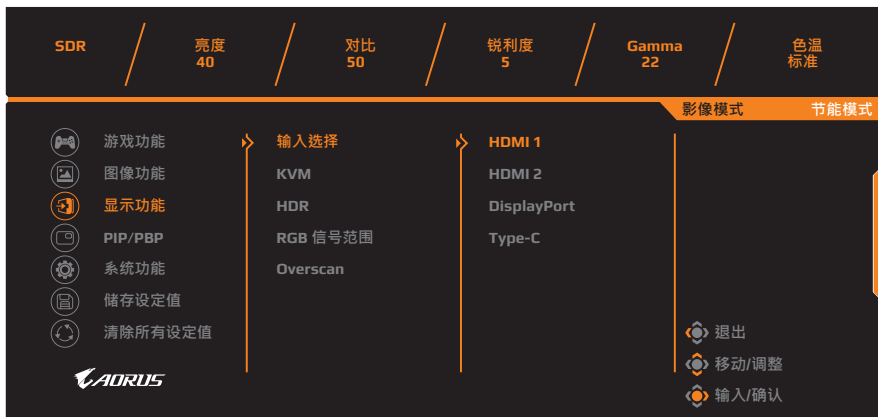 SDR
亮度
40
对比
50
锐利度
5
Gamma
22
色温
标准
影像模式 节能模式
游戏功能
图像功能
显示功能
PIP/PBP
系统功能
储存设定值
清除所有设定值
输入选择
KVM
HDR
RGB 信号范围
Overscan
HDMI 1
HDMI 2
DisplayPort
Type-C
退出
移动/调整
输入/确认
AORUS